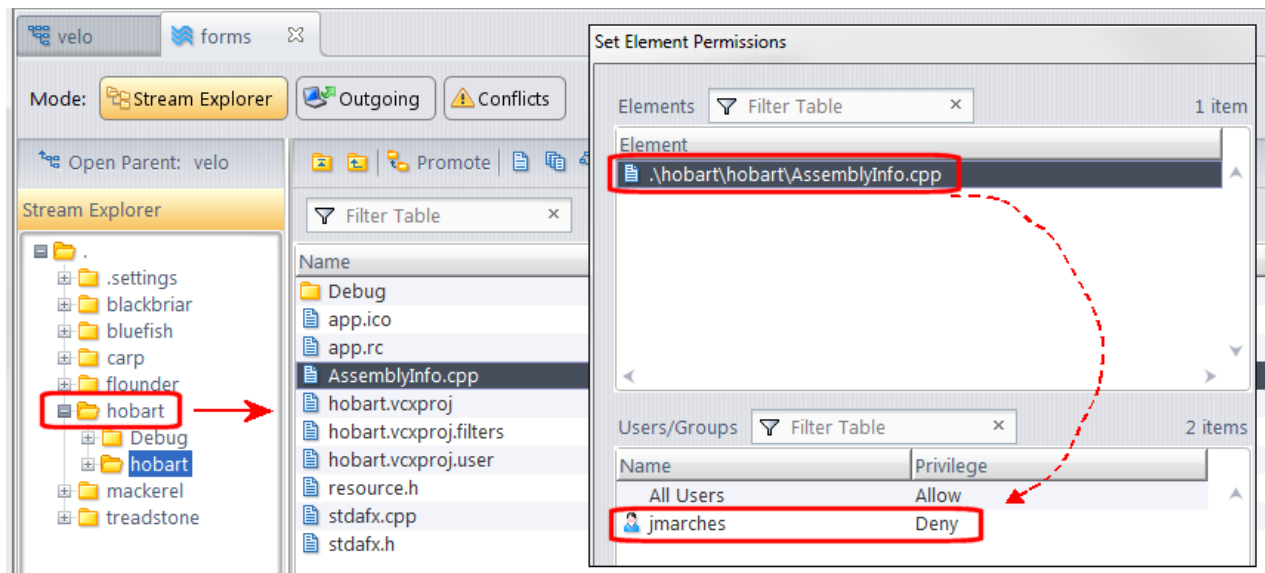 velo
forms
Mode:
Stream Explorer
Outgoing
Conflicts
Open Parent: velo
Promote
Stream Explorer
Filter Table
.
.settings
blackbriar
bluefish
carp
flounder
hobart
Debug
hobart
mackerel
treadstone
Name
Debug
app.ico
app.rc
AssemblyInfo.cpp
hobart.vcxproj
hobart.vcxproj.filters
hobart.vcxproj.user
resource.h
stdafx.cpp
stdafx.h
Set Element Permissions
Elements
Filter Table
1 item
Element
.\hobart\hobart\AssemblyInfo.cpp
Users/Groups
Filter Table
2 items
Name Privilege
All Users Allow
jmarches Deny